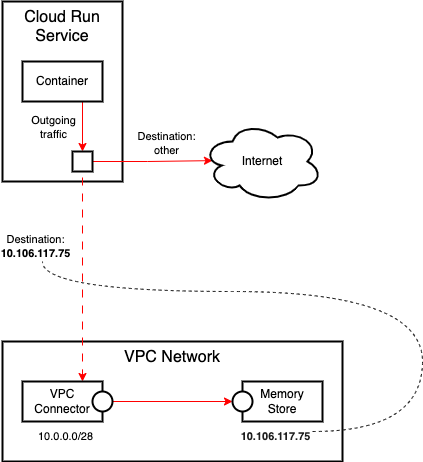 Cloud Run
Service
Container
Outgoing
traffic
Destination:
other
Internet
Destination:
10.106.117.75
VPC Network
VPC
Connector
Memory
Store
10.0.0.0/28
10.106.117.75